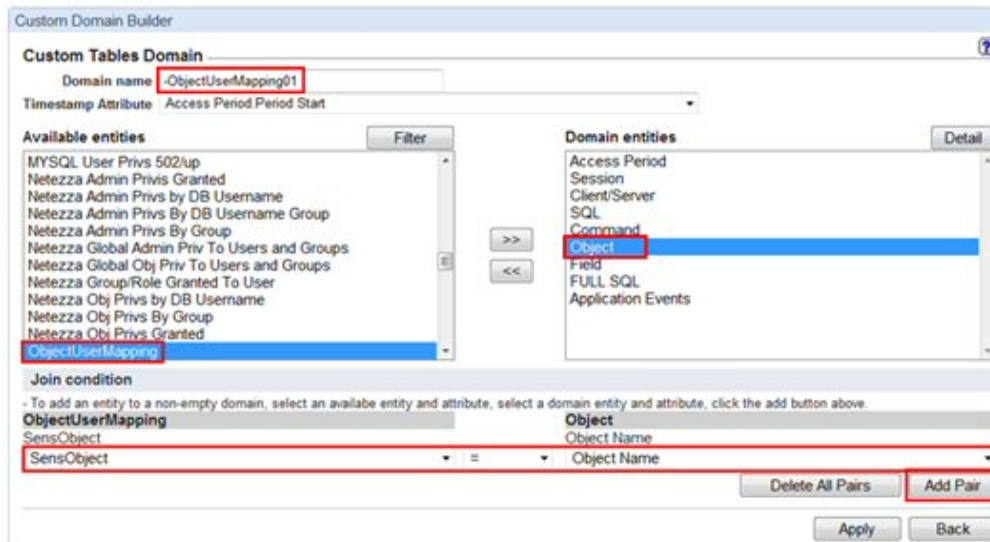 Custom Domain Builder
Custom Tables Domain
Domain name -ObjectUserMapping01
Timestamp Attribute Access Period.Period Start
Available entities Filter Domain entities Detail
MYSQL User Privs 502/up
Netezza Admin Privis Granted
Netezza Admin Privs by DB Username
Netezza Admin Privs By DB Username Group
Netezza Admin Privs By Group
Netezza Global Admin Priv To Users and Groups
Netezza Global Obj Priv To Users and Groups
Netezza Group/Role Granted To User
Netezza Obj Privs by DB Username
Netezza Obj Privs By Group
Netezza Obj Privs Granted
ObjectUserMapping
>>
<<
Access Period
Session
Client/Server
SQL
Command
Object
Field
FULL SQL
Application Events
Join condition
- To add an entity to a non-empty domain, select an availabe entity and attribute, select a domain entity and attribute, click the add button above.
ObjectUserMapping Object
SensObject Object Name
SensObject = Object Name
Delete All Pairs Add Pair
Apply Back